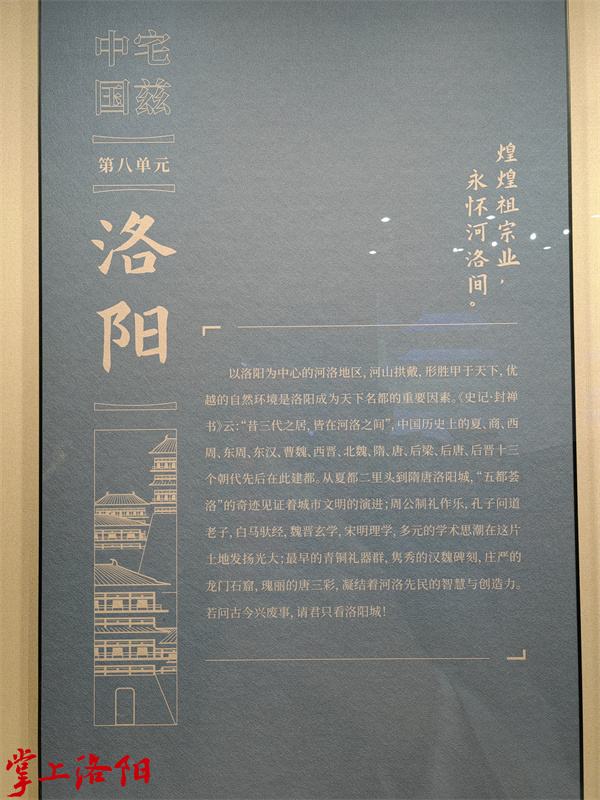 宅兹
中国
第八单元
洛阳
煌煌祖宗业，
永怀河洛间。
以洛阳为中心的河洛地区，河山拱戴，形胜甲于天下，优
越的自然环境是洛阳成为天下名都的重要因素。《史记·封禅
书》云：“昔三代之居，皆在河洛之间”，中国历史上的夏、商、西
周、东周、东汉、曹魏、西晋、北魏、隋、唐、后梁、后唐、后晋十三
个朝代先后在此建都。从夏都二里头到隋唐洛阳城，“五都荟
洛”的奇迹见证着城市文明的演进；周公制礼作乐，孔子问道
老子，白马驮经，魏晋玄学，宋明理学，多元的学术思潮在这片
土地发扬光大；最早的青铜礼器群，隽秀的汉魏碑刻，庄严的
龙门石窟，瑰丽的唐三彩，凝结着河洛先民的智慧与创造力。
若问古今兴废事，请君只看洛阳城！
掌上洛阳